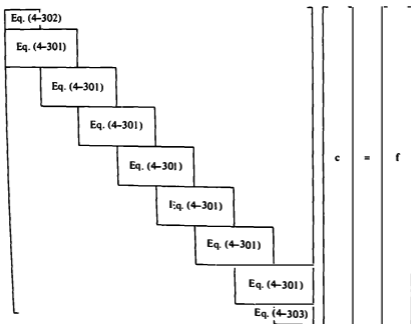 Eq. (4-302)
Eq. (4-301)
Eq. (4-301)
Eq. (4-301)
Eq. (4-301)
c = f
Eq. (4-301)
Eq. (4-301)
Eq. (4-301)
Eq. (4-303)